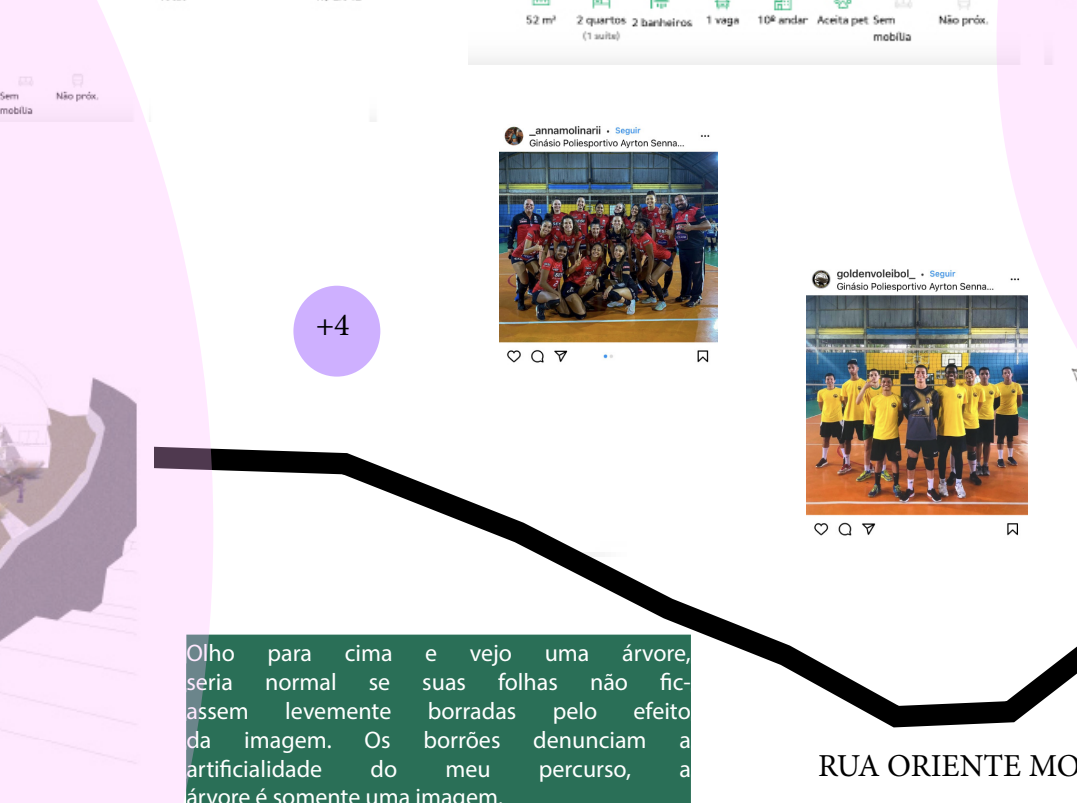 52 m²
2 quartos
(1 suíte)
2 banheiros
1 vaga
10º andar
Aceita pet
Sem
mobília
Não próx.
Sem
mobília
Não próx.
_annamolinarii • Seguir
Ginásio Poliesportivo Ayrton Senna...
goldenvoleibol_ • Seguir
Ginásio Poliesportivo Ayrton Senna...
+4
Olho para cima e vejo uma árvore,
seria normal se suas folhas não fic-
assem levemente borradas pelo efeito
da imagem. Os borrões denunciam a
artificialidade do meu percurso, a
árvore é somente uma imagem.
RUA ORIENTE MO